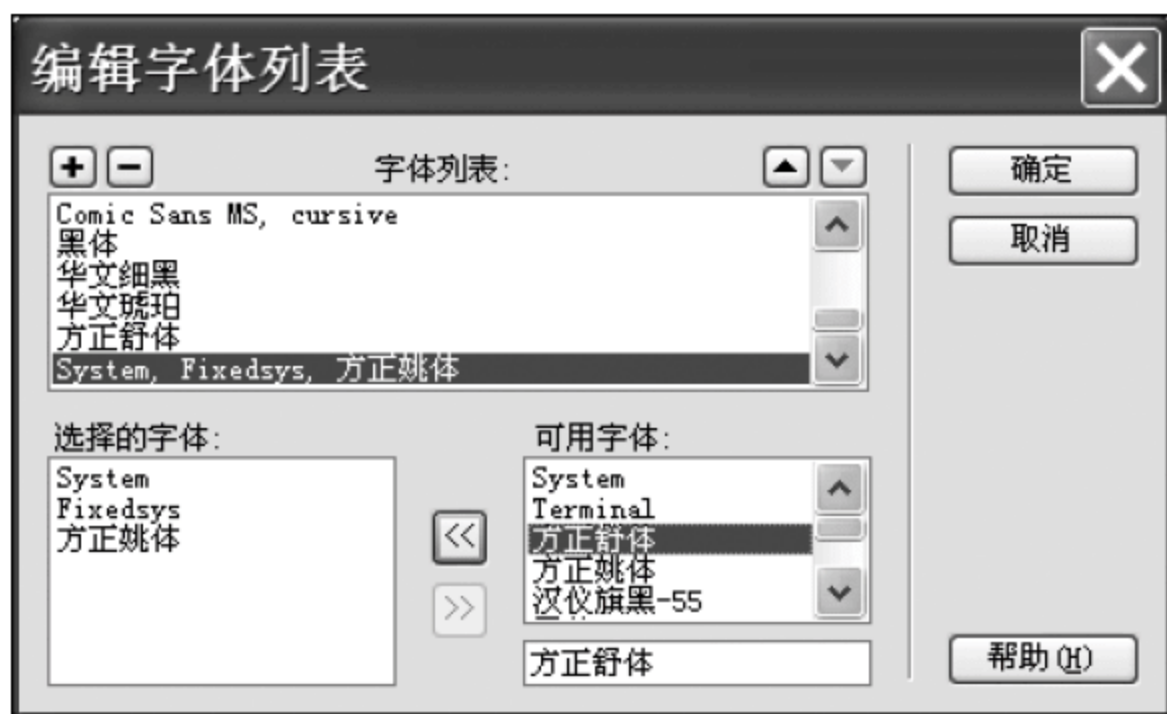 编辑字体列表
字体列表:
确定
Comic Sans MS, cursive
黑体
取消
华文细黑
华文琥珀
方正舒体
System, Fixedsys, 方正姚体
选择的字体:
System
Fixedsys
方正姚体
<<
>>
可用字体:
System
Terminal
方正舒体
方正姚体
汉仪旗黑-55
方正舒体
帮助(H)